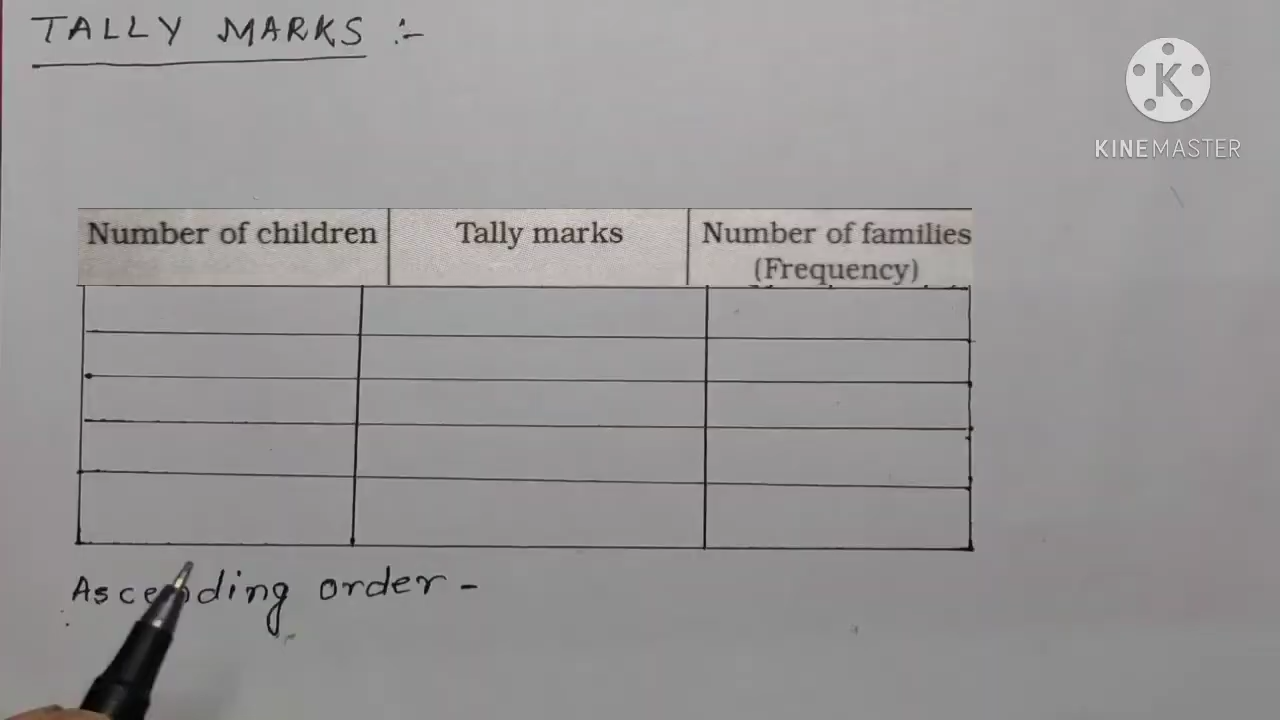 TALLY MARKS :-
K
KINEMASTER
Number of children Tally marks Number of families
(Frequency)
Ascending order -